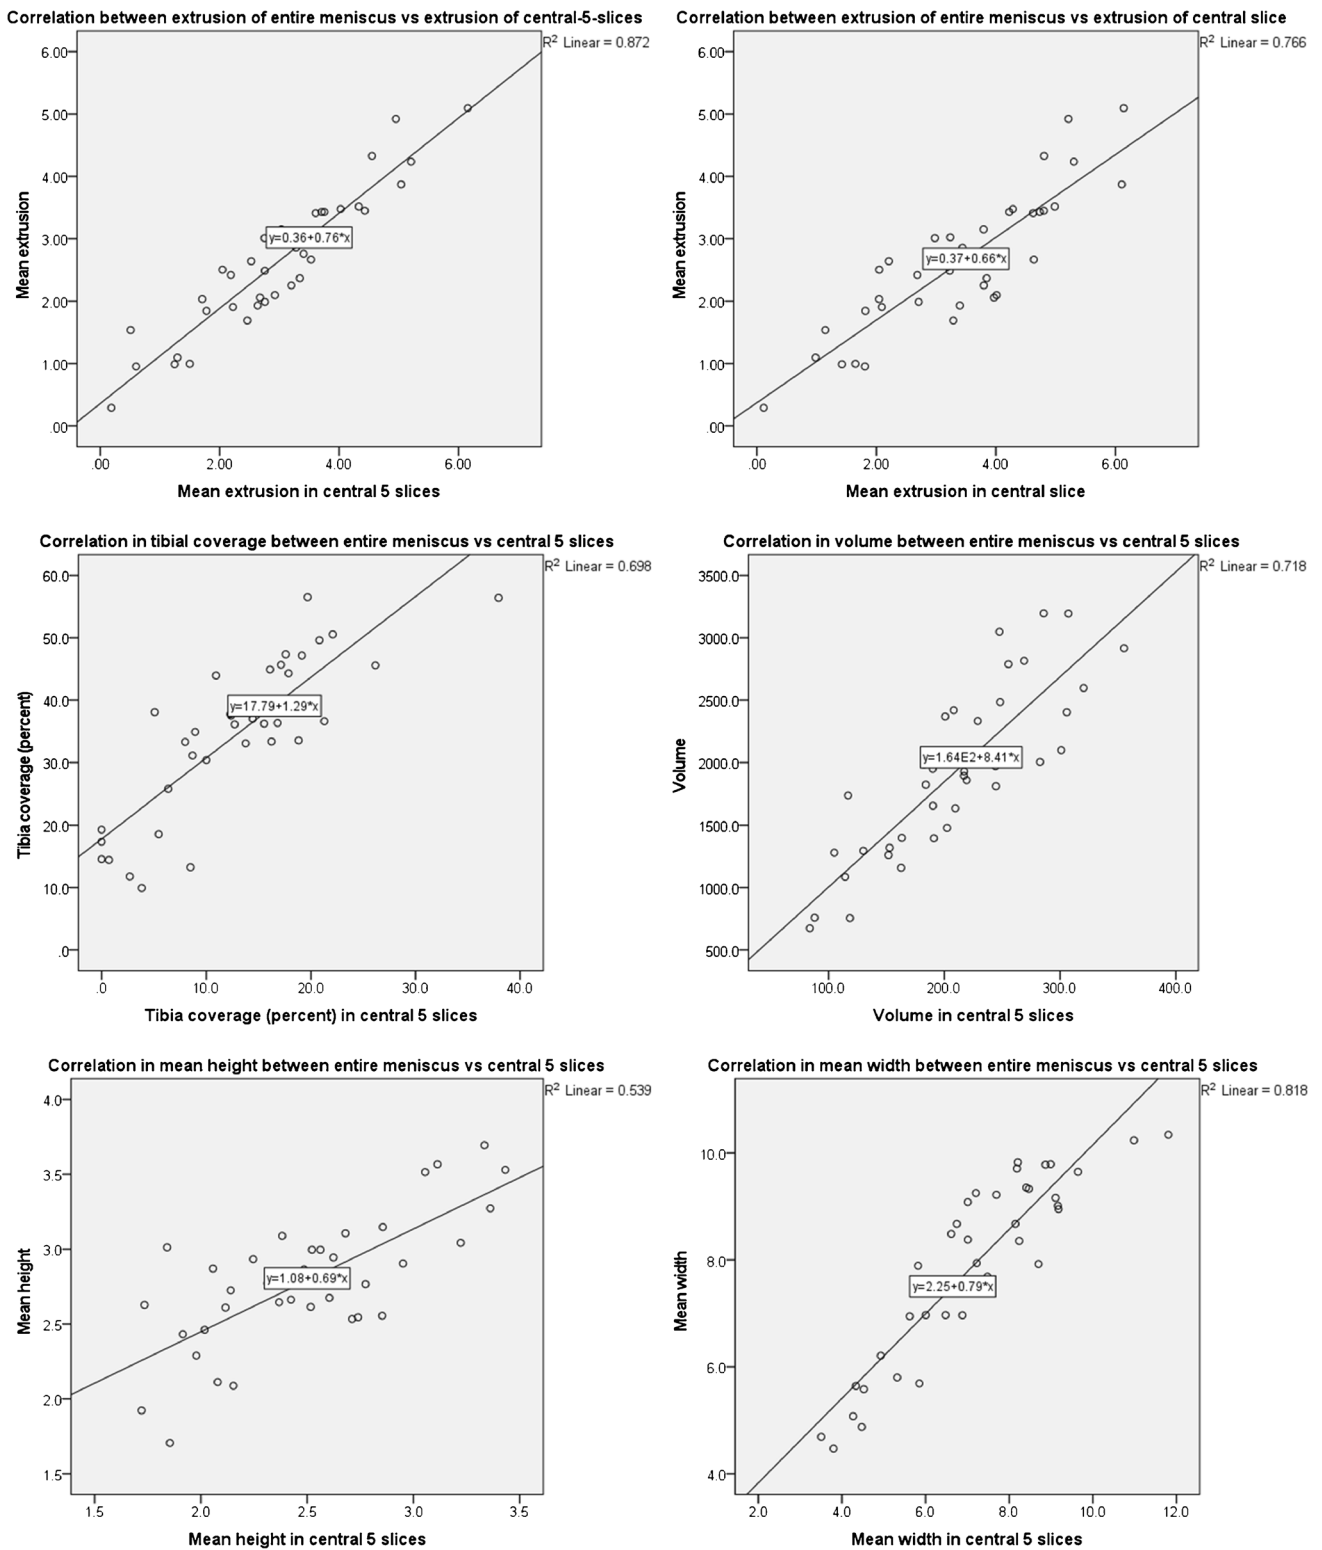 Correlation between extrusion of entire meniscus vs extrusion of central-5-slices
R² Linear = 0.872
6.00
5.00
4.00
3.00
2.00
1.00
.00
Mean extrusion
y=0.36+0.76*x
.00 2.00 4.00 6.00
Mean extrusion in central 5 slices
Correlation between extrusion of entire meniscus vs extrusion of central slice
R² Linear = 0.766
6.00
5.00
4.00
3.00
2.00
1.00
.00
Mean extrusion
y=0.37+0.66*x
.00 2.00 4.00 6.00
Mean extrusion in central slice
Correlation in tibial coverage between entire meniscus vs central 5 slices
R² Linear = 0.698
60.0
50.0
40.0
30.0
20.0
10.0
.0
Tibia coverage (percent)
y=17.79+1.29*x
.0 10.0 20.0 30.0 40.0
Tibia coverage (percent) in central 5 slices
Correlation in volume between entire meniscus vs central 5 slices
R² Linear = 0.718
3500.0
3000.0
2500.0
2000.0
1500.0
1000.0
500.0
Volume
y=1.64E2+8.41*x
100.0 200.0 300.0 400.0
Volume in central 5 slices
Correlation in mean height between entire meniscus vs central 5 slices
R² Linear = 0.539
4.0
3.5
3.0
2.5
2.0
1.5
Mean height
y=1.08+0.69*x
1.5 2.0 2.5 3.0 3.5
Mean height in central 5 slices
Correlation in mean width between entire meniscus vs central 5 slices
R² Linear = 0.818
10.0
8.0
6.0
4.0
Mean width
y=2.25+0.79*x
2.0 4.0 6.0 8.0 10.0 12.0
Mean width in central 5 slices